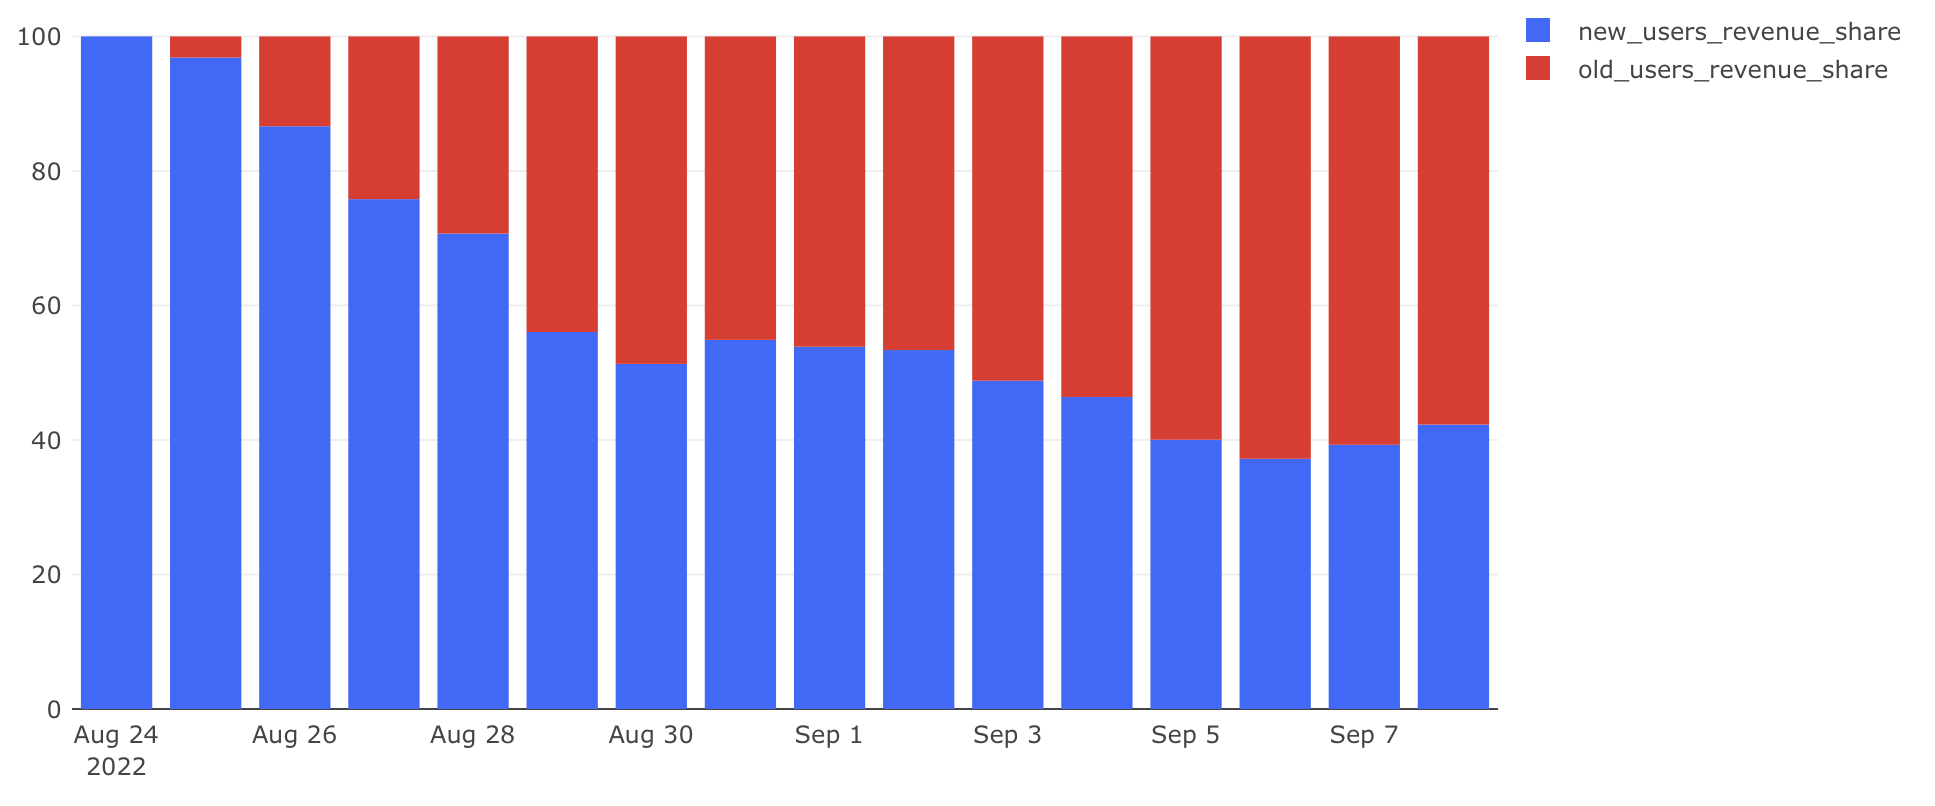 100
80
60
40
20
0
Aug 24
2022
Aug 26
Aug 28
Aug 30
Sep 1
Sep 3
Sep 5
Sep 7
new_users_revenue_share
old_users_revenue_share